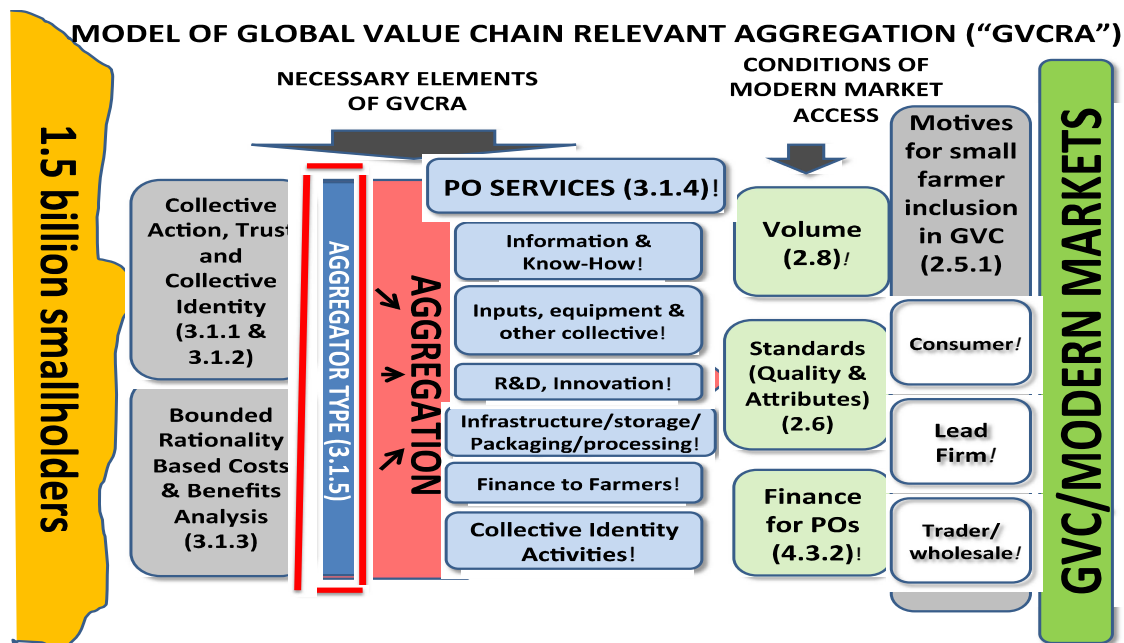 MODEL OF GLOBAL VALUE CHAIN RELEVANT AGGREGATION (“GVCRA”)
NECESSARY ELEMENTS
OF GVCRA
CONDITIONS OF
MODERN MARKET
ACCESS
1.5 billion smallholders
Collective
Action, Trust
and
Collective
Identity
(3.1.1 &
3.1.2)
Bounded
Rationality
Based Costs
& Benefits
Analysis
(3.1.3)
AGGREGATOR TYPE (3.1.5)
AGGREGATION
PO SERVICES (3.1.4)!
Information &
Know-How!
Inputs, equipment &
other collective!
R&D, Innovation!
Infrastructure/storage/
Packaging/processing!
Finance to Farmers!
Collective Identity
Activities!
Volume
(2.8)!
Standards
(Quality &
Attributes)
(2.6)
Finance
for POs
(4.3.2)!
Motives
for small
farmer
inclusion
in GVC
(2.5.1)
Consumer!
Lead
Firm!
Trader/
wholesale!
GVC/MODERN MARKETS